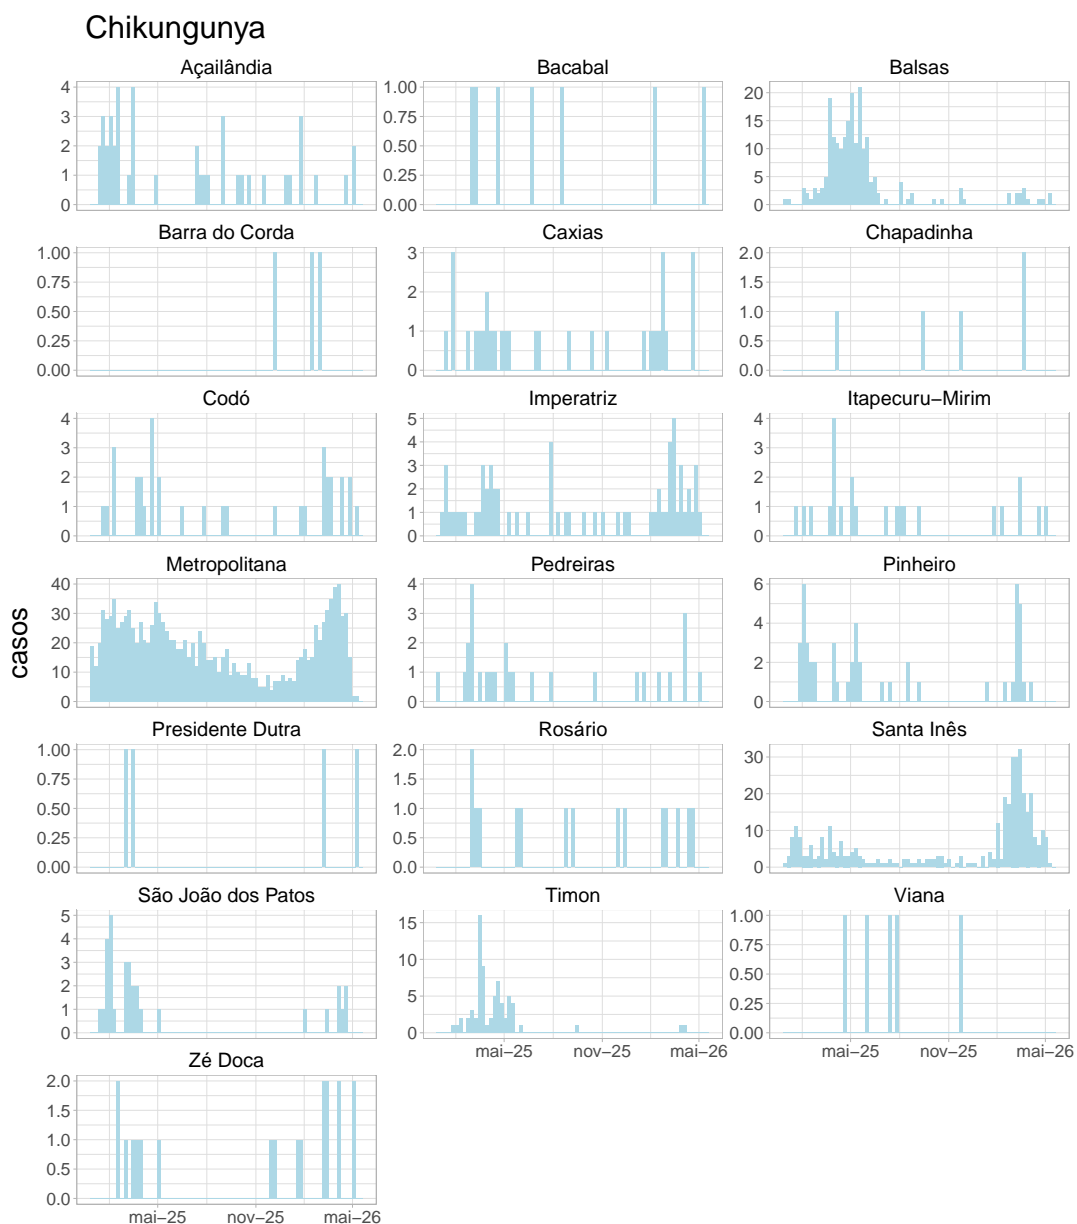 Chikungunya
Açailândia Bacabal Balsas
4 3 2 1 0
1.00 0.75 0.50 0.25 0.00
20 15 10 5 0
Barra do Corda Caxias Chapadinha
1.00 0.75 0.50 0.25 0.00
3 2 1 0
2.0 1.5 1.0 0.5 0.0
Codó Imperatriz Itapecuru−Mirim
4 3 2 1 0
5 4 3 2 1 0
4 3 2 1 0
Metropolitana Pedreiras Pinheiro
40 30 20 10 0
4 3 2 1 0
6 4 2 0
casos
Presidente Dutra Rosário Santa Inês
1.00 0.75 0.50 0.25 0.00
2.0 1.5 1.0 0.5 0.0
30 20 10 0
São João dos Patos Timon Viana
5 4 3 2 1 0
15 10 5 0
1.00 0.75 0.50 0.25 0.00
mai−25 nov−25 mai−26 mai−25 nov−25 mai−26
Zé Doca
2.0 1.5 1.0 0.5 0.0
mai−25 nov−25 mai−26